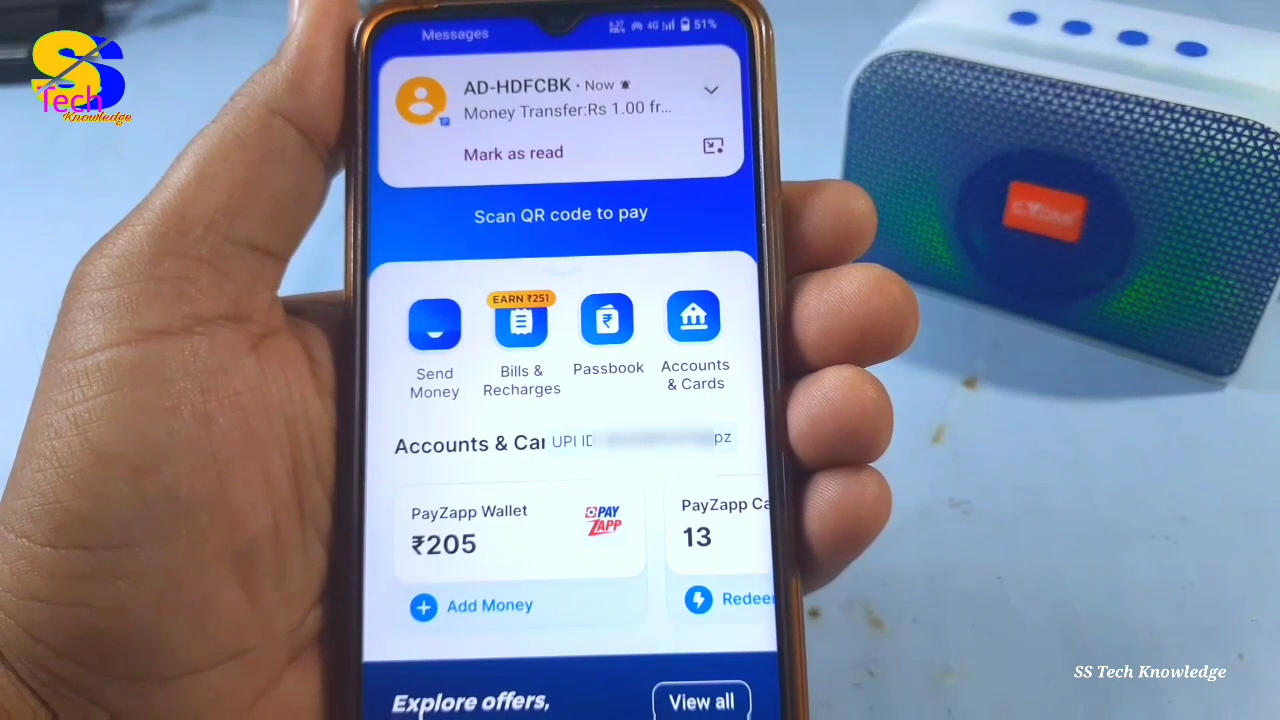 SS
Tech
Knowledge
Messages
4G 51%
AD-HDFCBK · Now
Money Transfer:Rs 1.00 fr...
Mark as read
Scan QR code to pay
EARN ₹251
Send
Money
Bills &
Recharges
Passbook
Accounts
& Cards
Accounts & Car UPI ID pz
PayZapp Wallet
PAY
ZAPP
₹205
Add Money
PayZapp Ca
13
Redee
Explore offers,
View all
SS Tech Knowledge